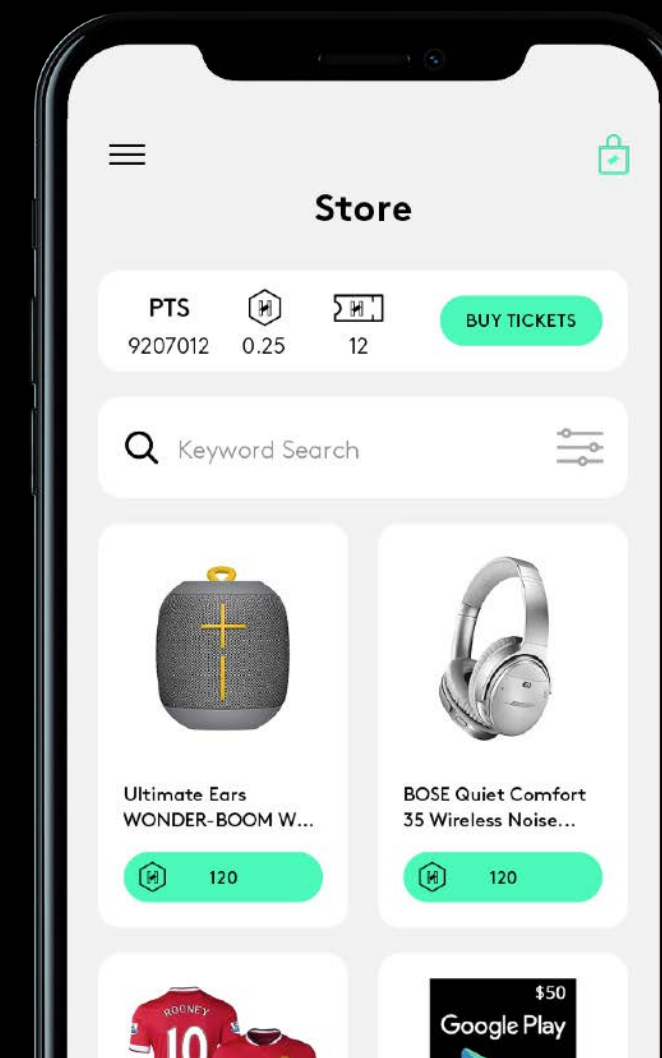 Store
PTS
9207012 0.25 12
BUY TICKETS
Keyword Search
Ultimate Ears
WONDER-BOOM W...
120
BOSE Quiet Comfort
35 Wireless Noise...
120
ROONEY
10
$50
Google Play